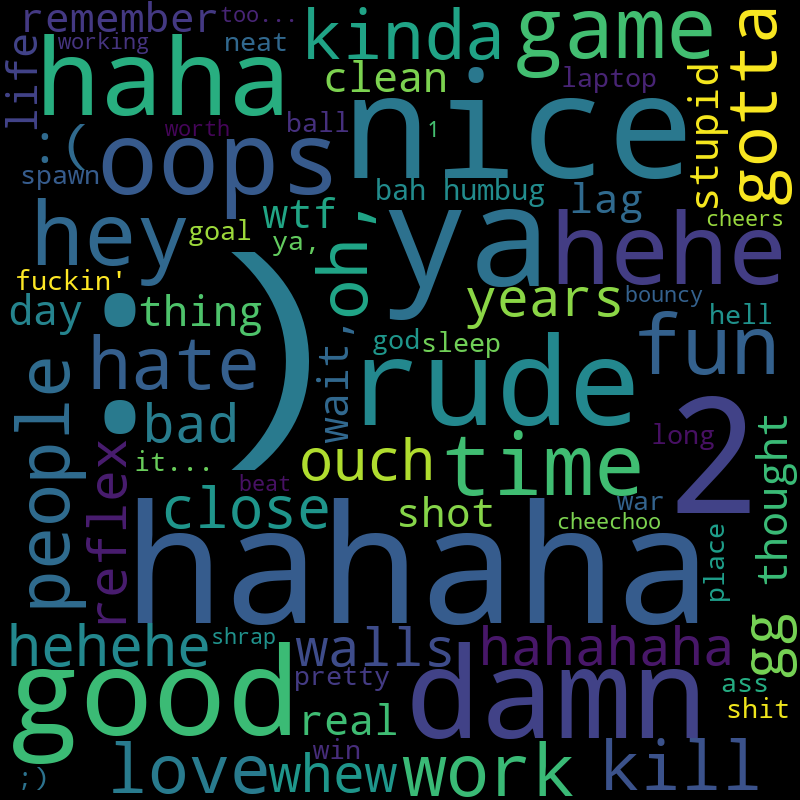 remember too... kinda game gotta
working neat
life haha clean laptop stupid
nice
:( oops worth ball 1
spawn bah humbug lag
hey wtf oh, ya hehe cheers
goal ya,
fuckin' years bouncy
day :) thing god sleep fun hell
hate wait, rude
people bad 2 long thought
it... ouch time
reflex beat
close shot war
hahaha cheechoo place
hehehe shrap walls hahahaha gg
good pretty damn ass
real shit
love win work kill
;) whew